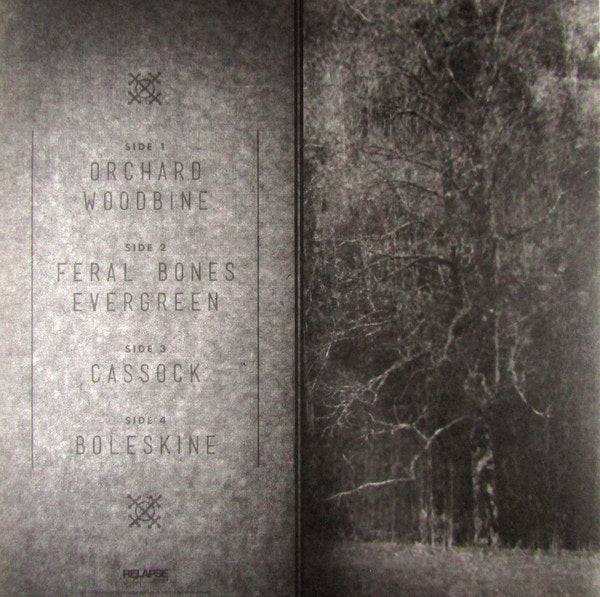 SIDE 1
ORCHARD
WOODBINE
SIDE 2
FERAL BONES
EVERGREEN
SIDE 3
CASSOCK
SIDE 4
BOLESKINE
RELAPSE